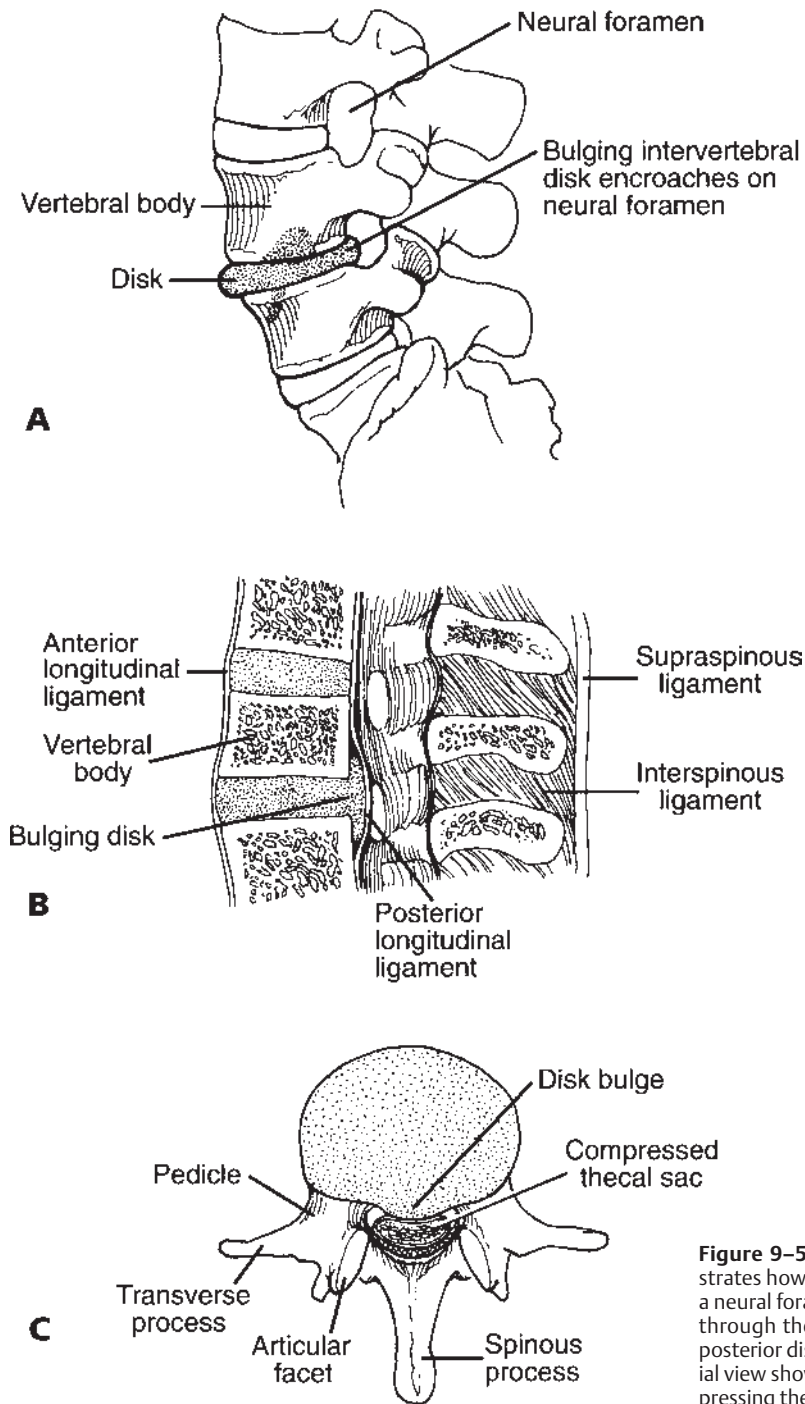 Neural foramen
Bulging intervertebral
disk encroaches on
neural foramen
Vertebral body
Disk
A
Anterior
longitudinal
ligament
Vertebral
body
Bulging disk
Supraspinous
ligament
Interspinous
ligament
Posterior
longitudinal
ligament
B
Disk bulge
Compressed
thecal sac
Pedicle
Transverse
process
Articular
facet
Spinous
process
C
Figure 9–5
strates how
a neural fora
through the
posterior dis
ial view show
pressing the